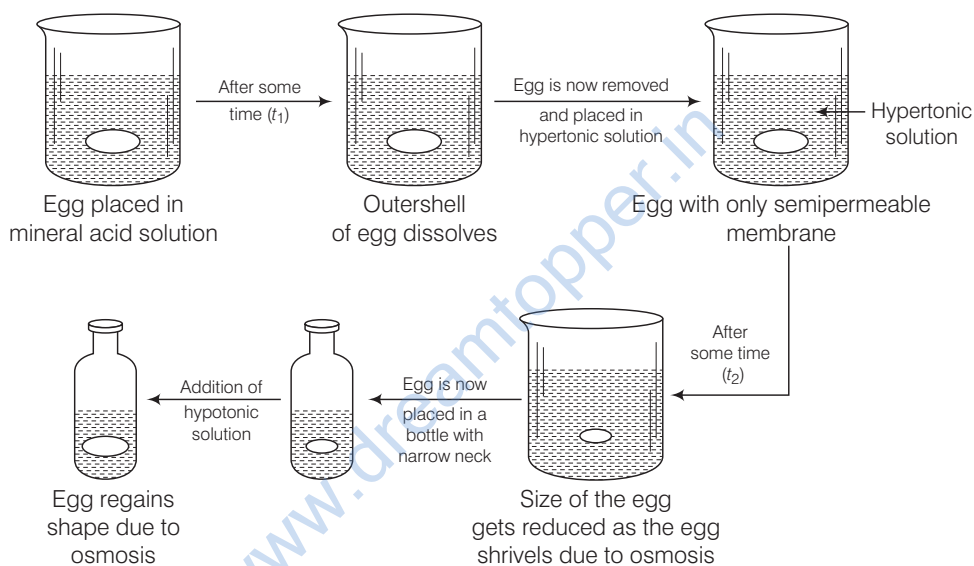 After some
time (t1)
Egg is now removed
and placed in
hypertonic solution
Hypertonic
solution
Egg placed in
mineral acid solution
Outershell
of egg dissolves
Egg with only semipermeable
membrane
After
some time
(t2)
Egg is now
placed in a
bottle with
narrow neck
Addition of
hypotonic
solution
Egg regains
shape due to
osmosis
Size of the egg
gets reduced as the egg
shrivels due to osmosis
www.dreamtopper.in